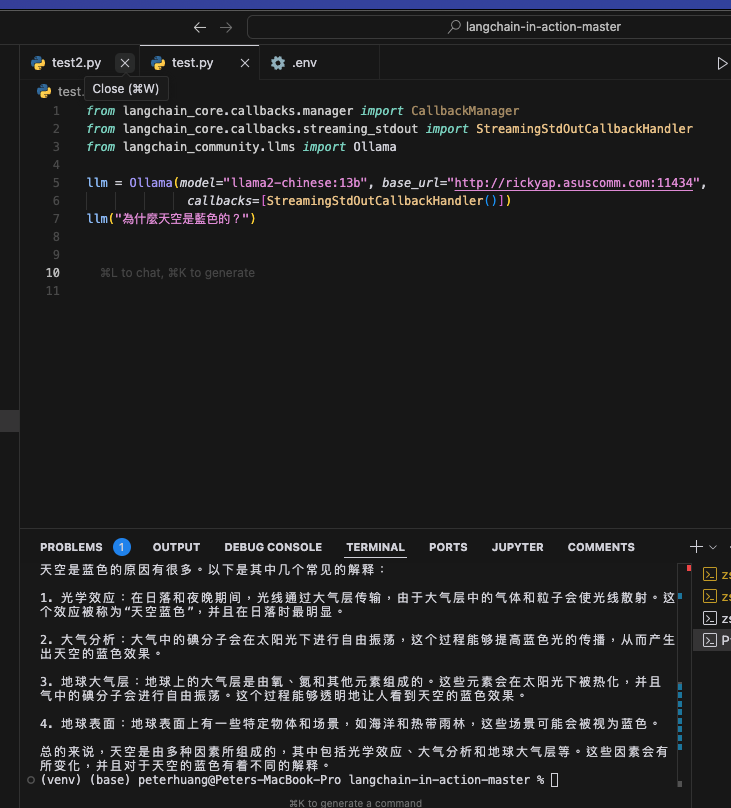 langchain-in-action-master
test2.py
test.py
.env
test.
Close (⌘W)
1 from langchain_core.callbacks.manager import CallbackManager
2 from langchain_core.callbacks.streaming_stdout import StreamingStdOutCallbackHandler
3 from langchain_community.llms import Ollama
4
5 llm = Ollama(model="llama2-chinese:13b", base_url="http://rickyap.asuscomm.com:11434",
6 callbacks=[StreamingStdOutCallbackHandler()])
7 llm("為什麼天空是藍色的？")
8
9
10 ⌘L to chat, ⌘K to generate
11
PROBLEMS 1 OUTPUT DEBUG CONSOLE TERMINAL PORTS JUPYTER COMMENTS
天空是蓝色的原因有很多。以下是其中几个常见的解释：
1. 光学效应：在日落和夜晚期间，光线通过大气层传输，由于大气层中的气体和粒子会使光线散射。这
个效应被称为“天空蓝色”，并且在日落时最明显。
2. 大气分析：大气中的碘分子会在太阳光下进行自由振荡，这个过程能够提高蓝色光的传播，从而产生
出天空的蓝色效果。
3. 地球大气层：地球上的大气层是由氧、氮和其他元素组成的。这些元素会在太阳光下被热化，并且
气中的碘分子会进行自由振荡。这个过程能够透明地让人看到天空的蓝色效果。
4. 地球表面：地球表面上有一些特定物体和场景，如海洋和热带雨林，这些场景可能会被视为蓝色。
总的来说，天空是由多种因素所组成的，其中包括光学效应、大气分析和地球大气层等。这些因素会有
所变化，并且对于天空的蓝色有着不同的解释。
(venv) (base) peterhuang@Peters-MacBook-Pro langchain-in-action-master %
zs
zs
zs
P
⌘K to generate a command